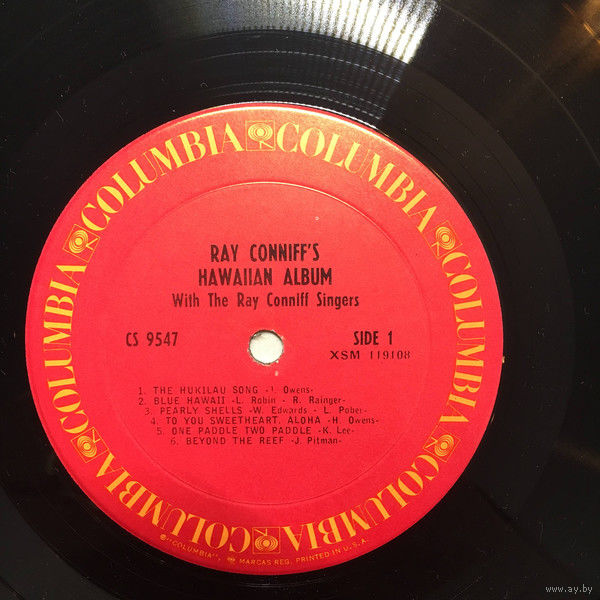 COLUMBIA COLUMBIA COLUMBIA COLUMBIA COLUMBIA COLUMBIA COLUMBIA
RAY CONNIFF'S
HAWAIIAN ALBUM
With The Ray Conniff Singers
CS 9547
SIDE 1
XSM 119108
1. THE HUKILAU SONG -J. Owens-
2. BLUE HAWAII -L. Robin - R. Rainger-
3. PEARLY SHELLS -W. Edwards - L. Pober-
4. TO YOU SWEETHEART, ALOHA -H. Owens-
5. ONE PADDLE TWO PADDLE -K. Lee-
6. BEYOND THE REEF -J. Pitman-
®"COLUMBIA", MARCAS REG. PRINTED IN U.S.A.
www.ay.by